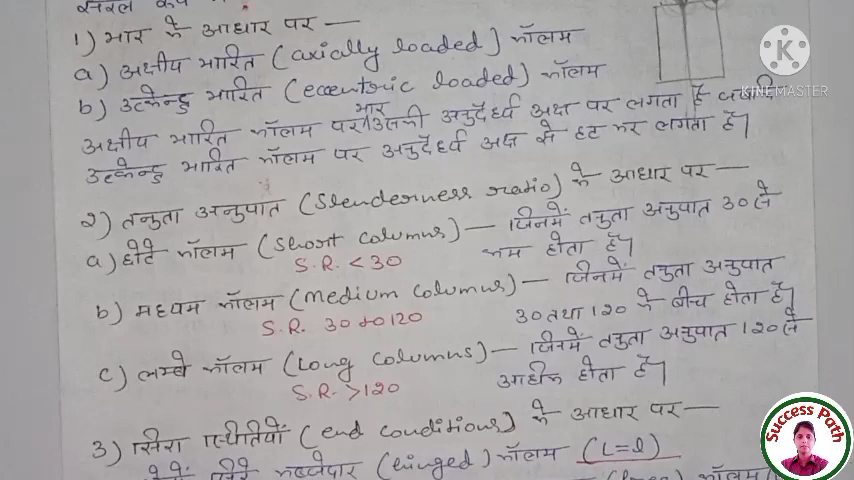 सरल रूप
1) भार के आधार पर —
a) अक्षीय भारित (axially loaded) कॉलम
b) उत्केन्द्र भारित (eccentric loaded) कॉलम
KINEMASTER
अक्षीय भारित कॉलम पर भार उसकी अनुदैर्ध्य अक्ष पर लगता है
उत्केन्द्र भारित कॉलम पर अनुदैर्ध्य अक्ष से हट कर लगता है।
2) तनुता अनुपात (Slenderness ratio) के आधार पर —
a) छोटे कॉलम (Short columns) — जिनमें तनुता अनुपात 30 से
कम होता है।
S.R. < 30
b) मध्यम कॉलम (Medium columns) — जिनमें तनुता अनुपात
30 तथा 120 के बीच होता है।
S.R. 30 to 120
c) लम्बे कॉलम (Long columns) — जिनमें तनुता अनुपात 120 से
अधिक होता है।
S.R. >120
3) सिरा स्थितियों (end conditions) के आधार पर —
(hinged) कॉलम (L=l)
कॉलम
Success Path